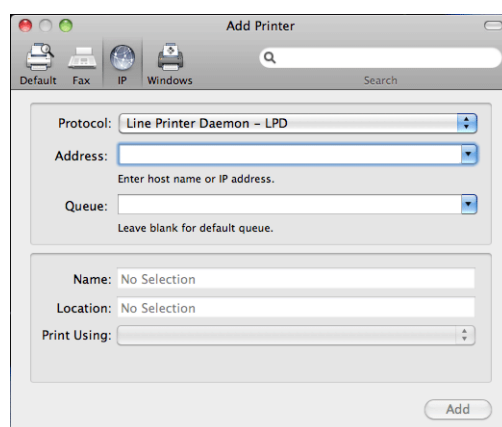 Add Printer
Default Fax IP Windows Search
Protocol: Line Printer Daemon – LPD
Address:
Enter host name or IP address.
Queue:
Leave blank for default queue.
Name: No Selection
Location: No Selection
Print Using:
Add